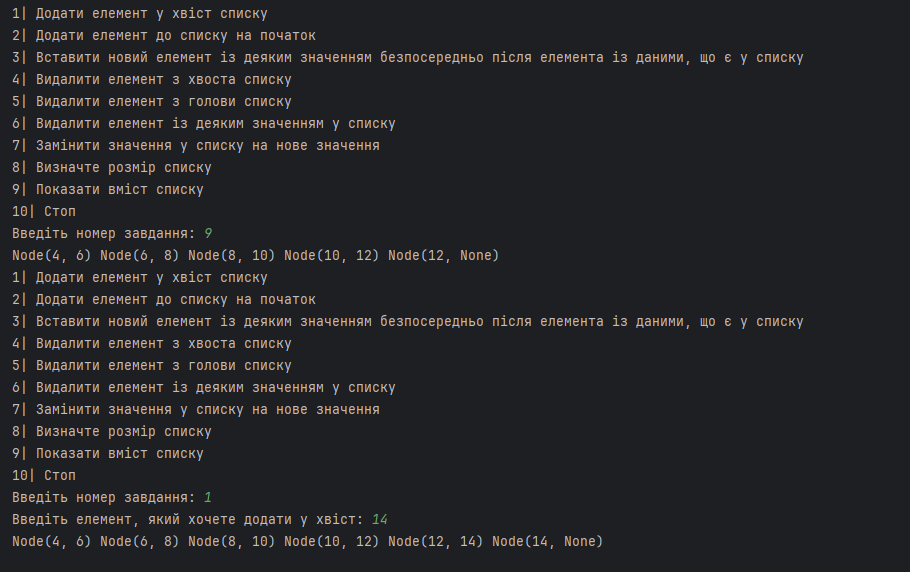 1| Додати елемент у хвіст списку
2| Додати елемент до списку на початок
3| Вставити новий елемент із деяким значенням безпосередньо після елемента із даними, що є у списку
4| Видалити елемент з хвоста списку
5| Видалити елемент з голови списку
6| Видалити елемент із деяким значенням у списку
7| Замінити значення у списку на нове значення
8| Визначте розмір списку
9| Показати вміст списку
10| Стоп
Введіть номер завдання: 9
Node(4, 6) Node(6, 8) Node(8, 10) Node(10, 12) Node(12, None)
1| Додати елемент у хвіст списку
2| Додати елемент до списку на початок
3| Вставити новий елемент із деяким значенням безпосередньо після елемента із даними, що є у списку
4| Видалити елемент з хвоста списку
5| Видалити елемент з голови списку
6| Видалити елемент із деяким значенням у списку
7| Замінити значення у списку на нове значення
8| Визначте розмір списку
9| Показати вміст списку
10| Стоп
Введіть номер завдання: 1
Введіть елемент, який хочете додати у хвіст: 14
Node(4, 6) Node(6, 8) Node(8, 10) Node(10, 12) Node(12, 14) Node(14, None)